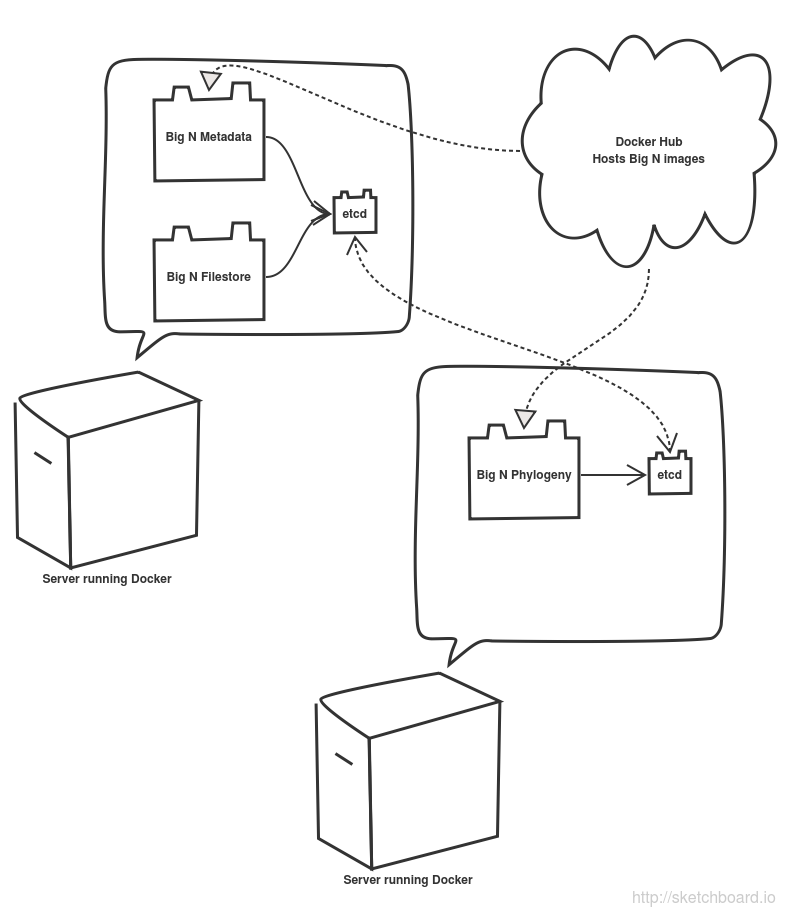 Big N Metadata
Docker Hub
Hosts Big N images
etcd
Big N Filestore
Big N Phylogeny
etcd
Server running Docker
Server running Docker
http://sketchboard.io